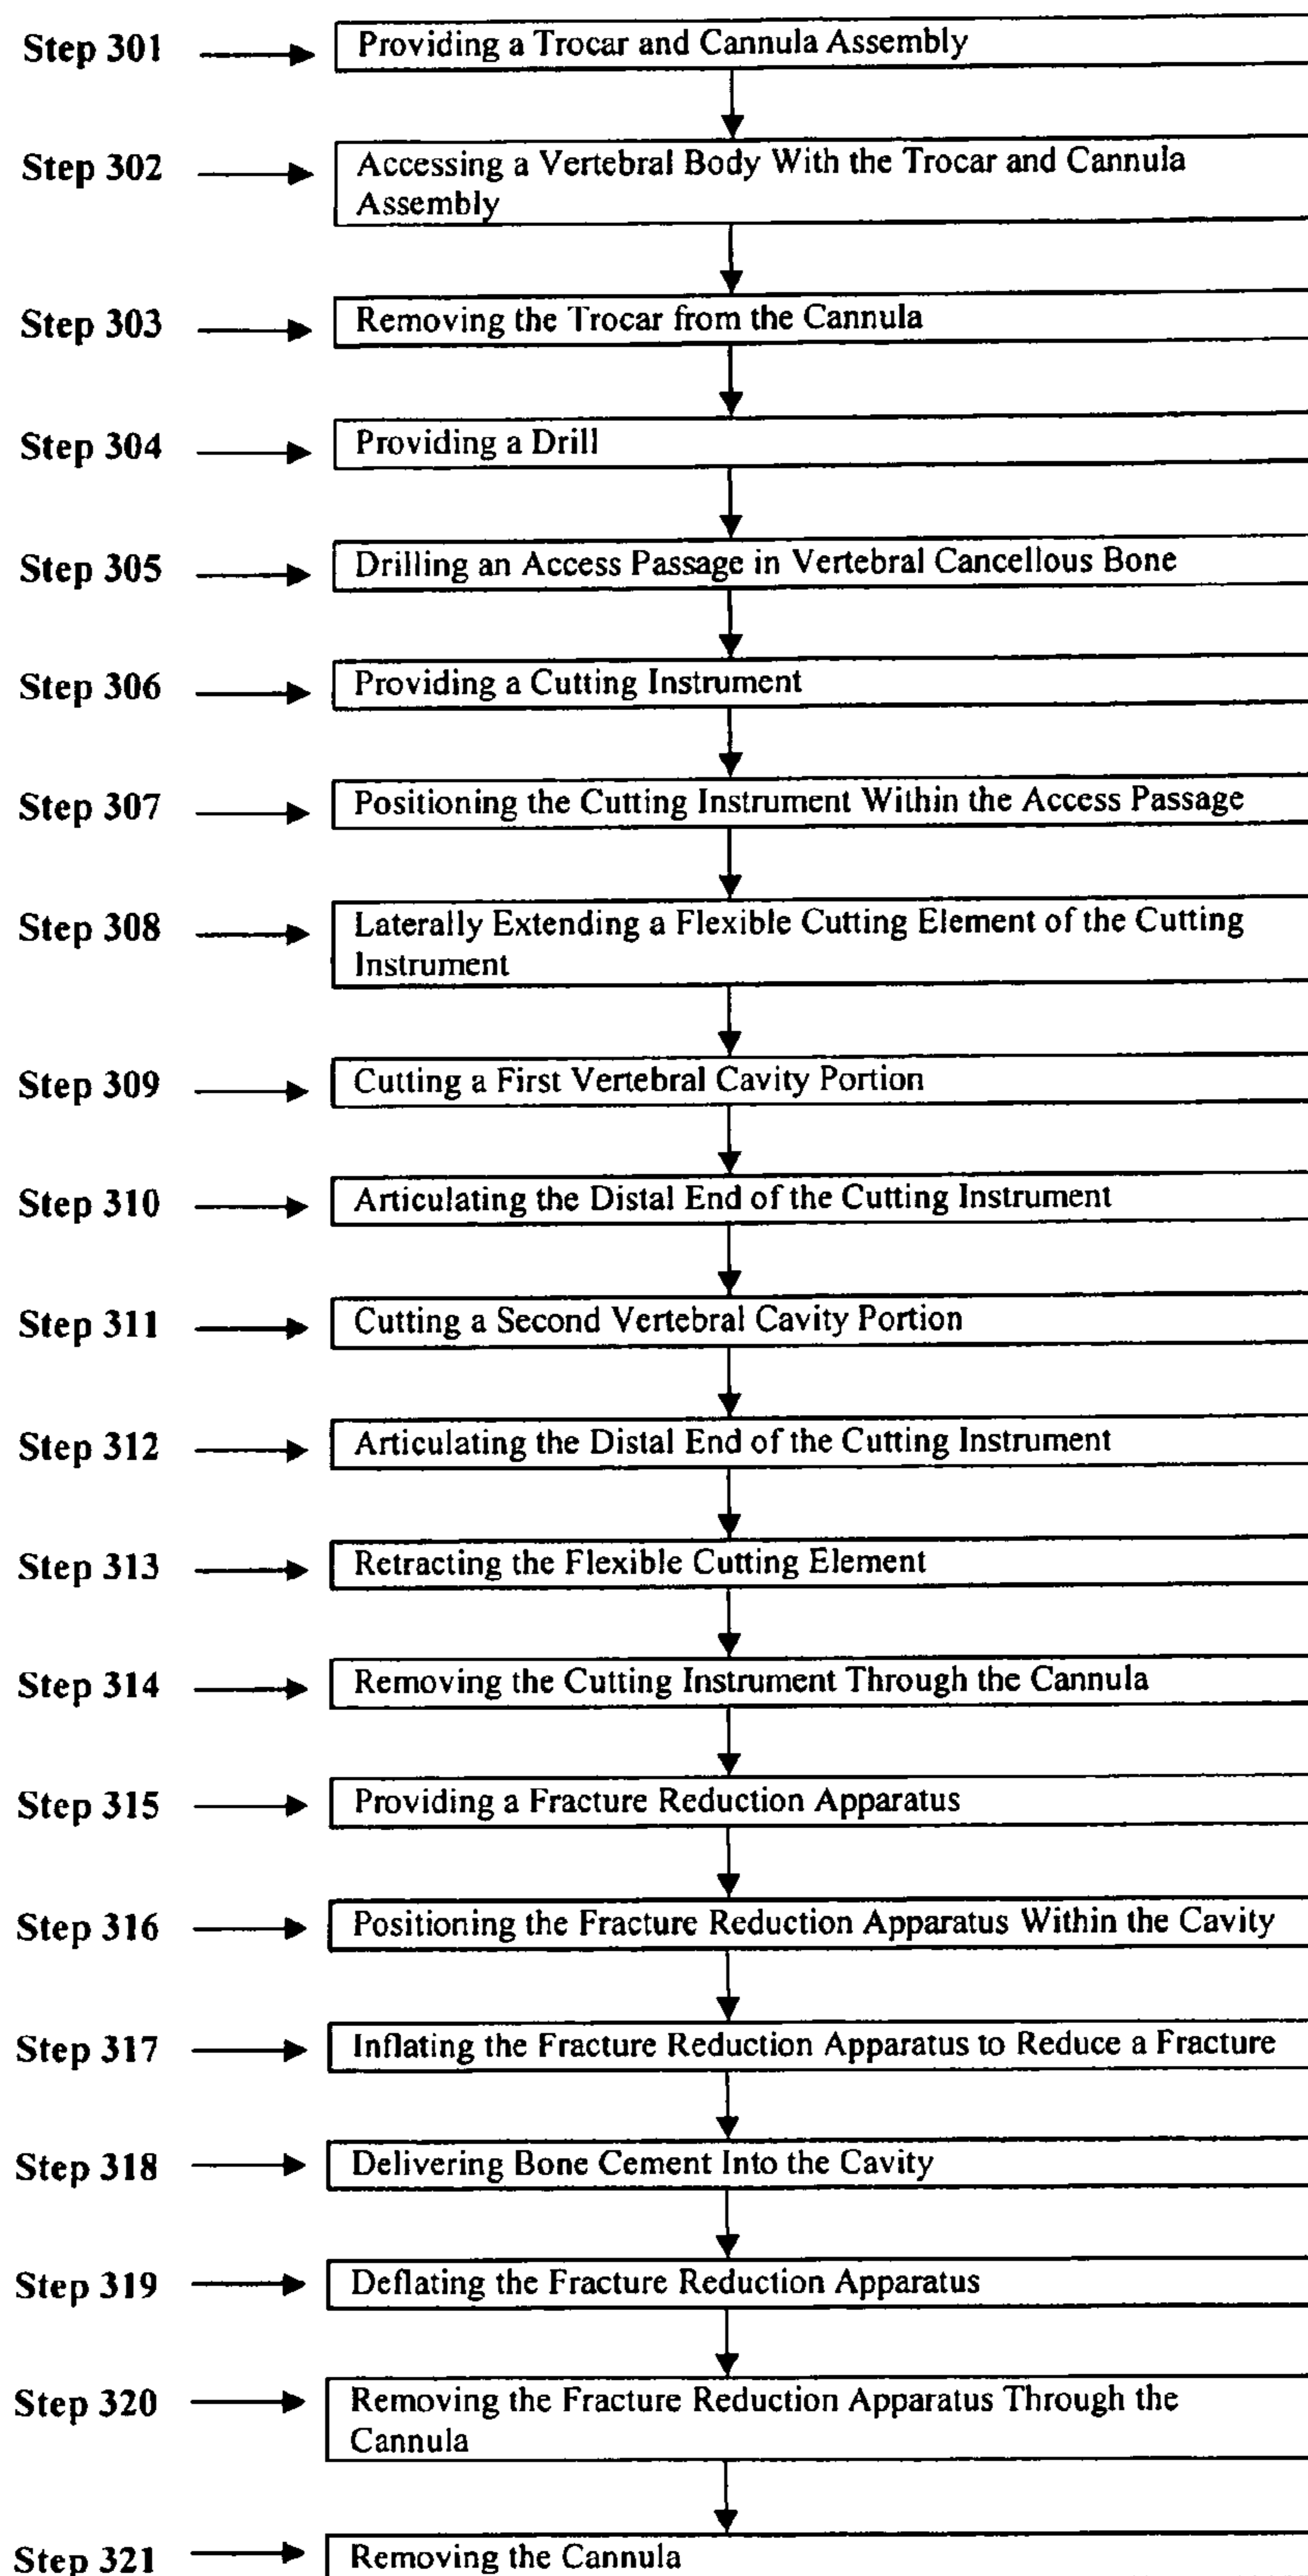 Step 301 Providing a Trocar and Cannula Assembly
Step 302 Accessing a Vertebral Body With the Trocar and Cannula
Assembly
Step 303 Removing the Trocar from the Cannula
Step 304 Providing a Drill
Step 305 Drilling an Access Passage in Vertebral Cancellous Bone
Step 306 Providing a Cutting Instrument
Step 307 Positioning the Cutting Instrument Within the Access Passage
Step 308 Laterally Extending a Flexible Cutting Element of the Cutting
Instrument
Step 309 Cutting a First Vertebral Cavity Portion
Step 310 Articulating the Distal End of the Cutting Instrument
Step 311 Cutting a Second Vertebral Cavity Portion
Step 312 Articulating the Distal End of the Cutting Instrument
Step 313 Retracting the Flexible Cutting Element
Step 314 Removing the Cutting Instrument Through the Cannula
Step 315 Providing a Fracture Reduction Apparatus
Step 316 Positioning the Fracture Reduction Apparatus Within the Cavity
Step 317 Inflating the Fracture Reduction Apparatus to Reduce a Fracture
Step 318 Delivering Bone Cement Into the Cavity
Step 319 Deflating the Fracture Reduction Apparatus
Step 320 Removing the Fracture Reduction Apparatus Through the
Cannula
Step 321 Removing the Cannula